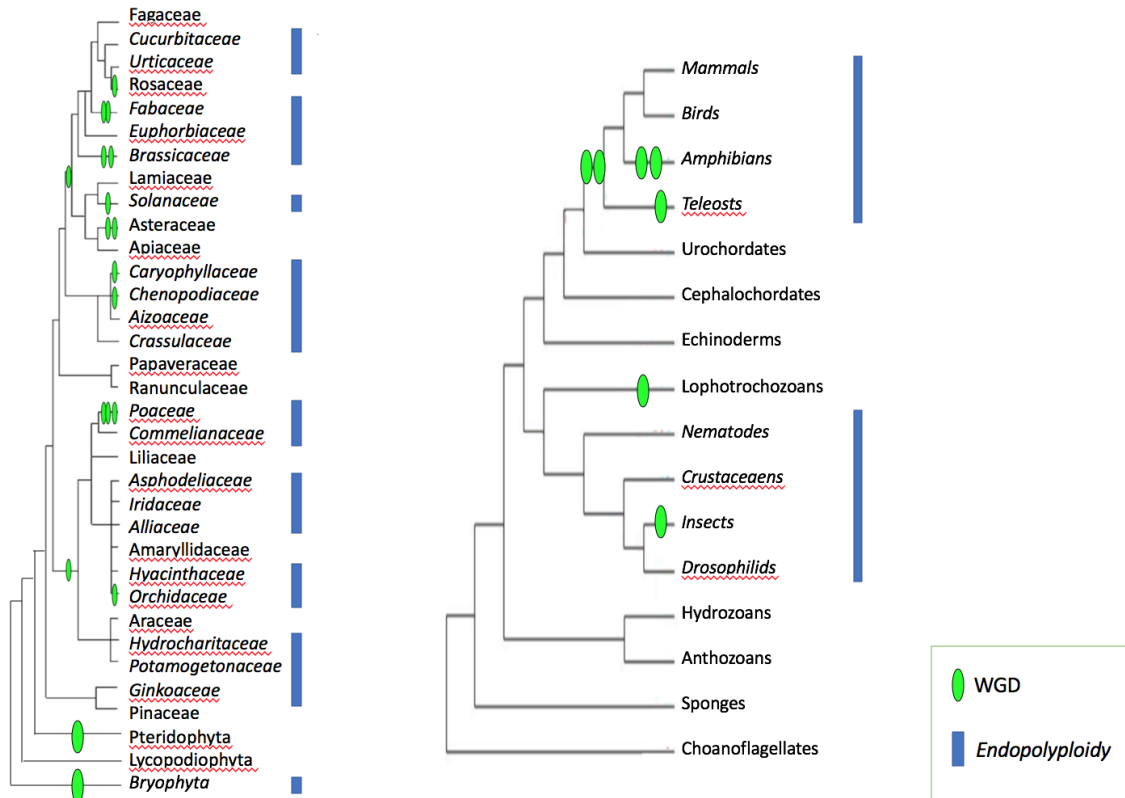 Fagaceae
Cucurbitaceae
Urticaceae
Rosaceae
Fabaceae
Euphorbiaceae
Brassicaceae
Lamiaceae
Solanaceae
Asteraceae
Apiaceae
Caryophyllaceae
Chenopodiaceae
Aizoaceae
Crassulaceae
Papaveraceae
Ranunculaceae
Poaceae
Commelianaceae
Liliaceae
Asphodeliaceae
Iridaceae
Alliaceae
Amaryllidaceae
Hyacinthaceae
Orchidaceae
Araceae
Hydrocharitaceae
Potamogetonaceae
Ginkoaceae
Pinaceae
Pteridophyta
Lycopodiophyta
Bryophyta
Mammals
Birds
Amphibians
Teleosts
Urochordates
Cephalochordates
Echinoderms
Lophotrochozoans
Nematodes
Crustaceaens
Insects
Drosophilids
Hydrozoans
Anthozoans
Sponges
Choanoflagellates
WGD
Endopolyploidy